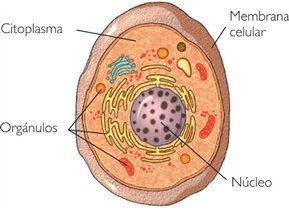 Citoplasma
Membrana
celular
Orgánulos
Núcleo